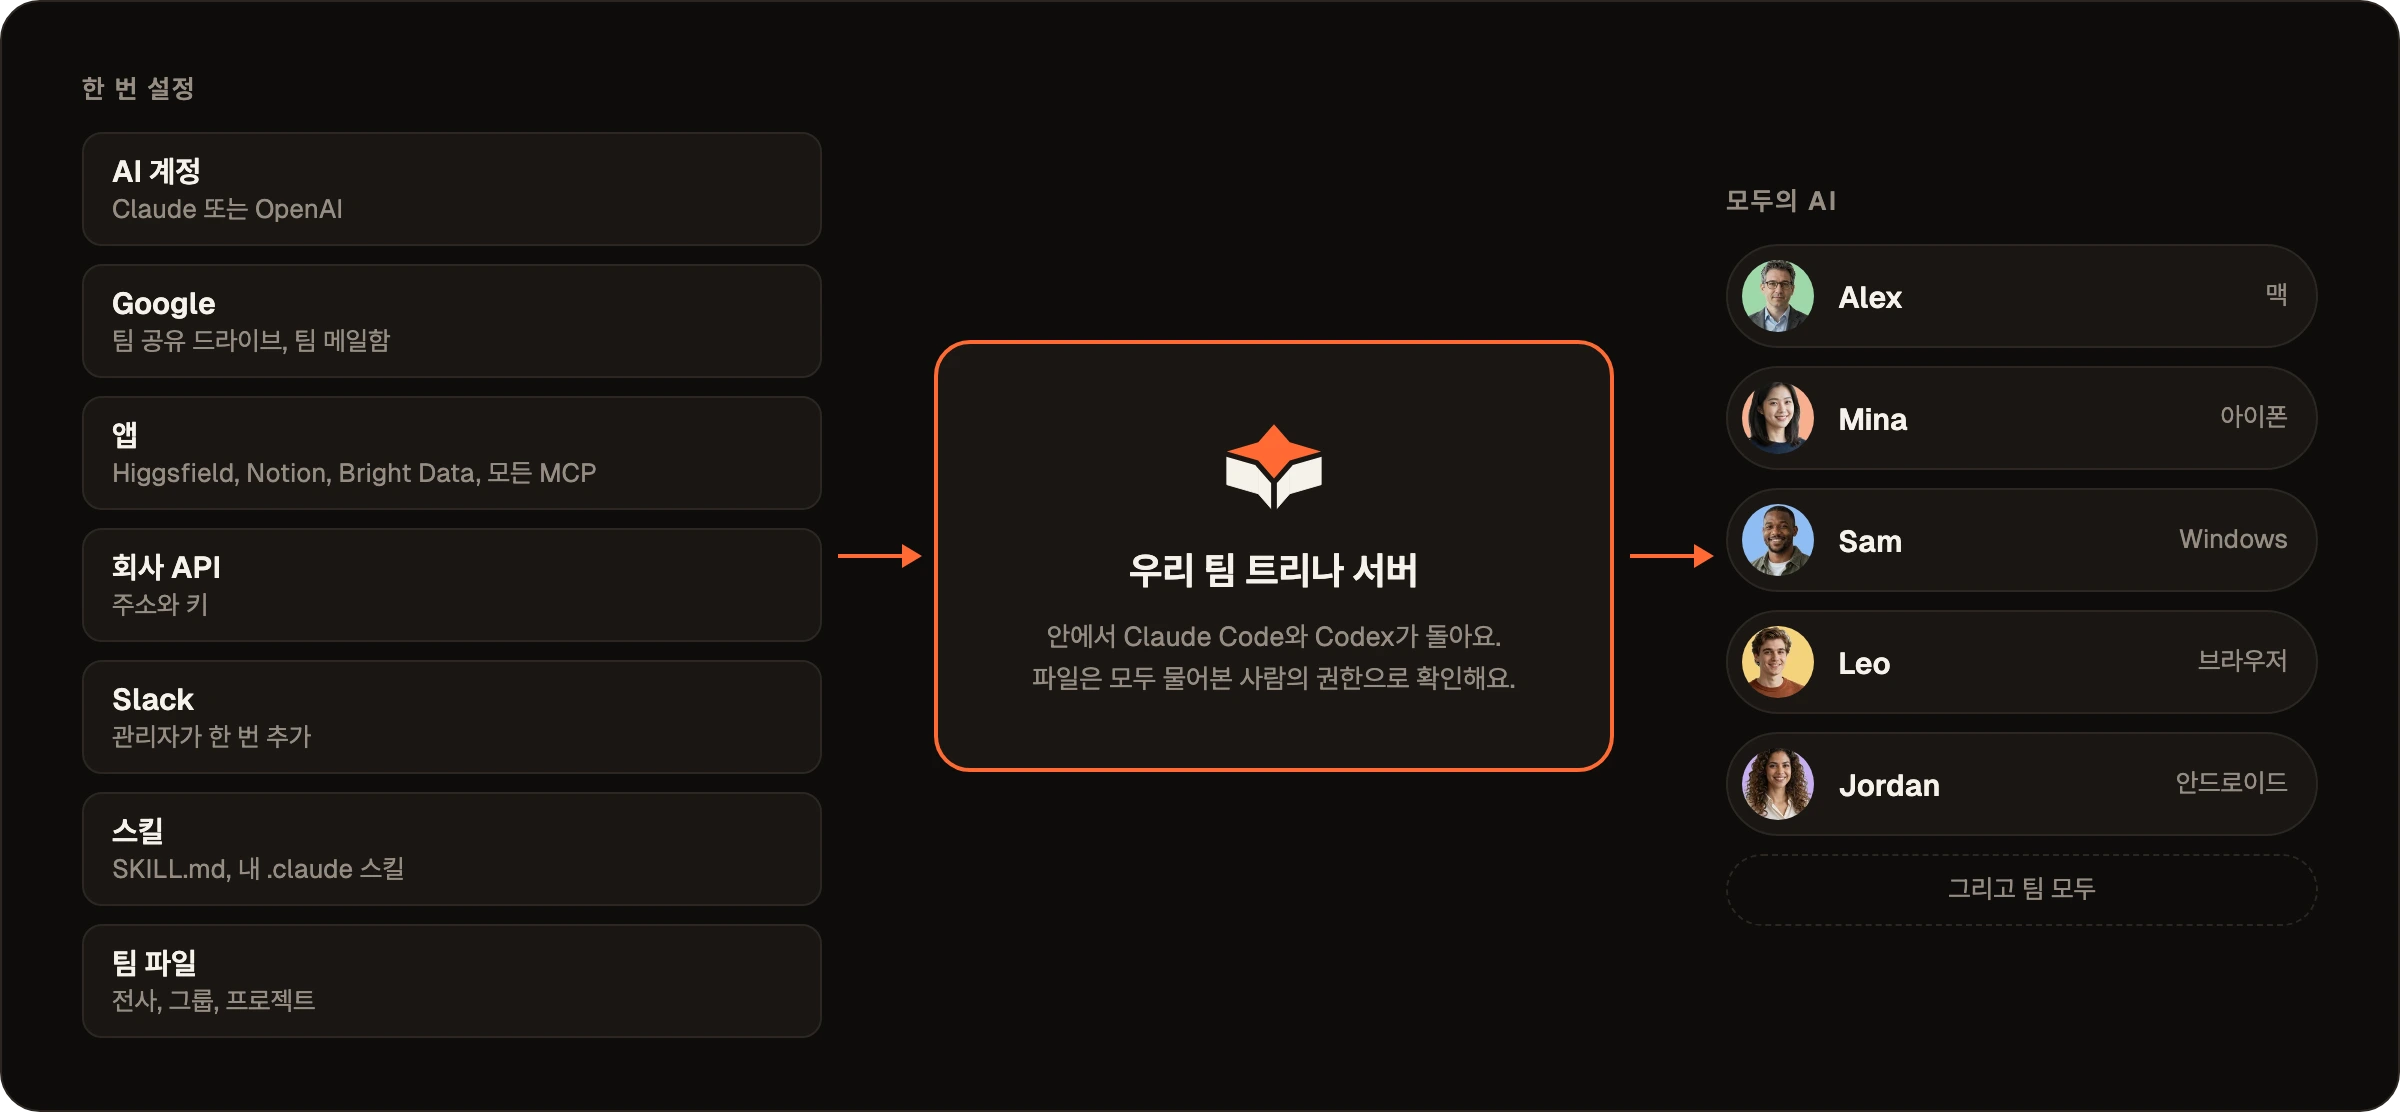 한 번 설정
AI 계정
Claude 또는 OpenAI
Google
팀 공유 드라이브, 팀 메일함
앱
Higgsfield, Notion, Bright Data, 모든 MCP
회사 API
주소와 키
Slack
관리자가 한 번 추가
스킬
SKILL.md, 내 .claude 스킬
팀 파일
전사, 그룹, 프로젝트
우리 팀 트리나 서버
안에서 Claude Code와 Codex가 돌아요.
파일은 모두 물어본 사람의 권한으로 확인해요.
모두의 AI
Alex 맥
Mina 아이폰
Sam Windows
Leo 브라우저
Jordan 안드로이드
그리고 팀 모두